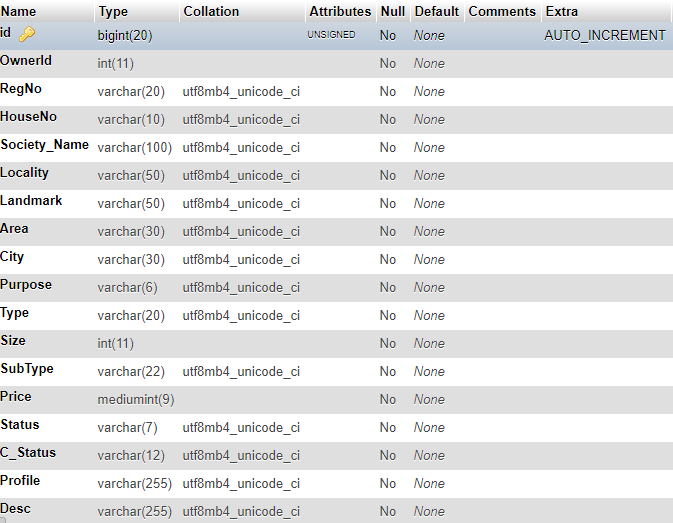 Name Type Collation Attributes Null Default Comments Extra
id bigint(20) UNSIGNED No None AUTO_INCREMENT
OwnerId int(11) No None
RegNo varchar(20) utf8mb4_unicode_ci No None
HouseNo varchar(10) utf8mb4_unicode_ci No None
Society_Name varchar(100) utf8mb4_unicode_ci No None
Locality varchar(50) utf8mb4_unicode_ci No None
Landmark varchar(50) utf8mb4_unicode_ci No None
Area varchar(30) utf8mb4_unicode_ci No None
City varchar(30) utf8mb4_unicode_ci No None
Purpose varchar(6) utf8mb4_unicode_ci No None
Type varchar(20) utf8mb4_unicode_ci No None
Size int(11) No None
SubType varchar(22) utf8mb4_unicode_ci No None
Price mediumint(9) No None
Status varchar(7) utf8mb4_unicode_ci No None
C_Status varchar(12) utf8mb4_unicode_ci No None
Profile varchar(255) utf8mb4_unicode_ci No None
Desc varchar(255) utf8mb4_unicode_ci No None